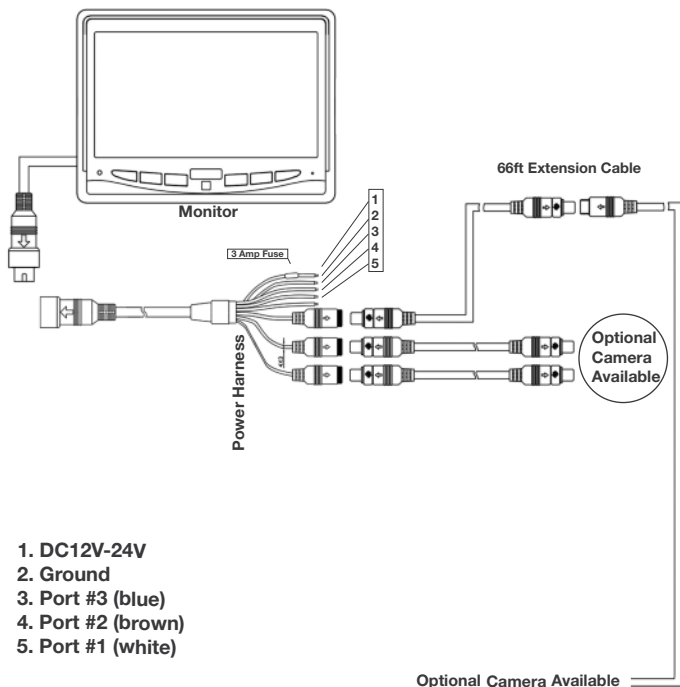 66ft Extension Cable
Monitor
1
2
3
4
5
3 Amp Fuse
Power Harness
4X3
Optional
Camera
Available
1. DC12V-24V
2. Ground
3. Port #3 (blue)
4. Port #2 (brown)
5. Port #1 (white)
Optional Camera Available